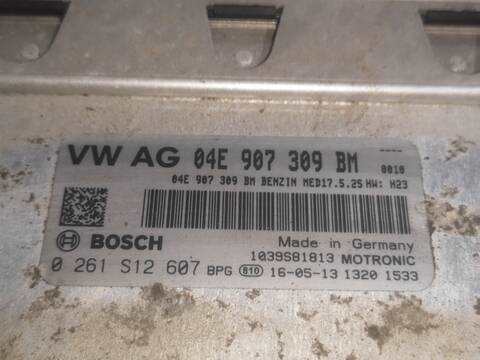 VW AG 04E 907 309 BM 0010
04E 907 309 BM BENZIN MED17.5.25 HW: H23
BOSCH
Made in Germany
1039S81813 MOTRONIC
0 261 S12 607 BPG 610 16-05-13 1320 1533